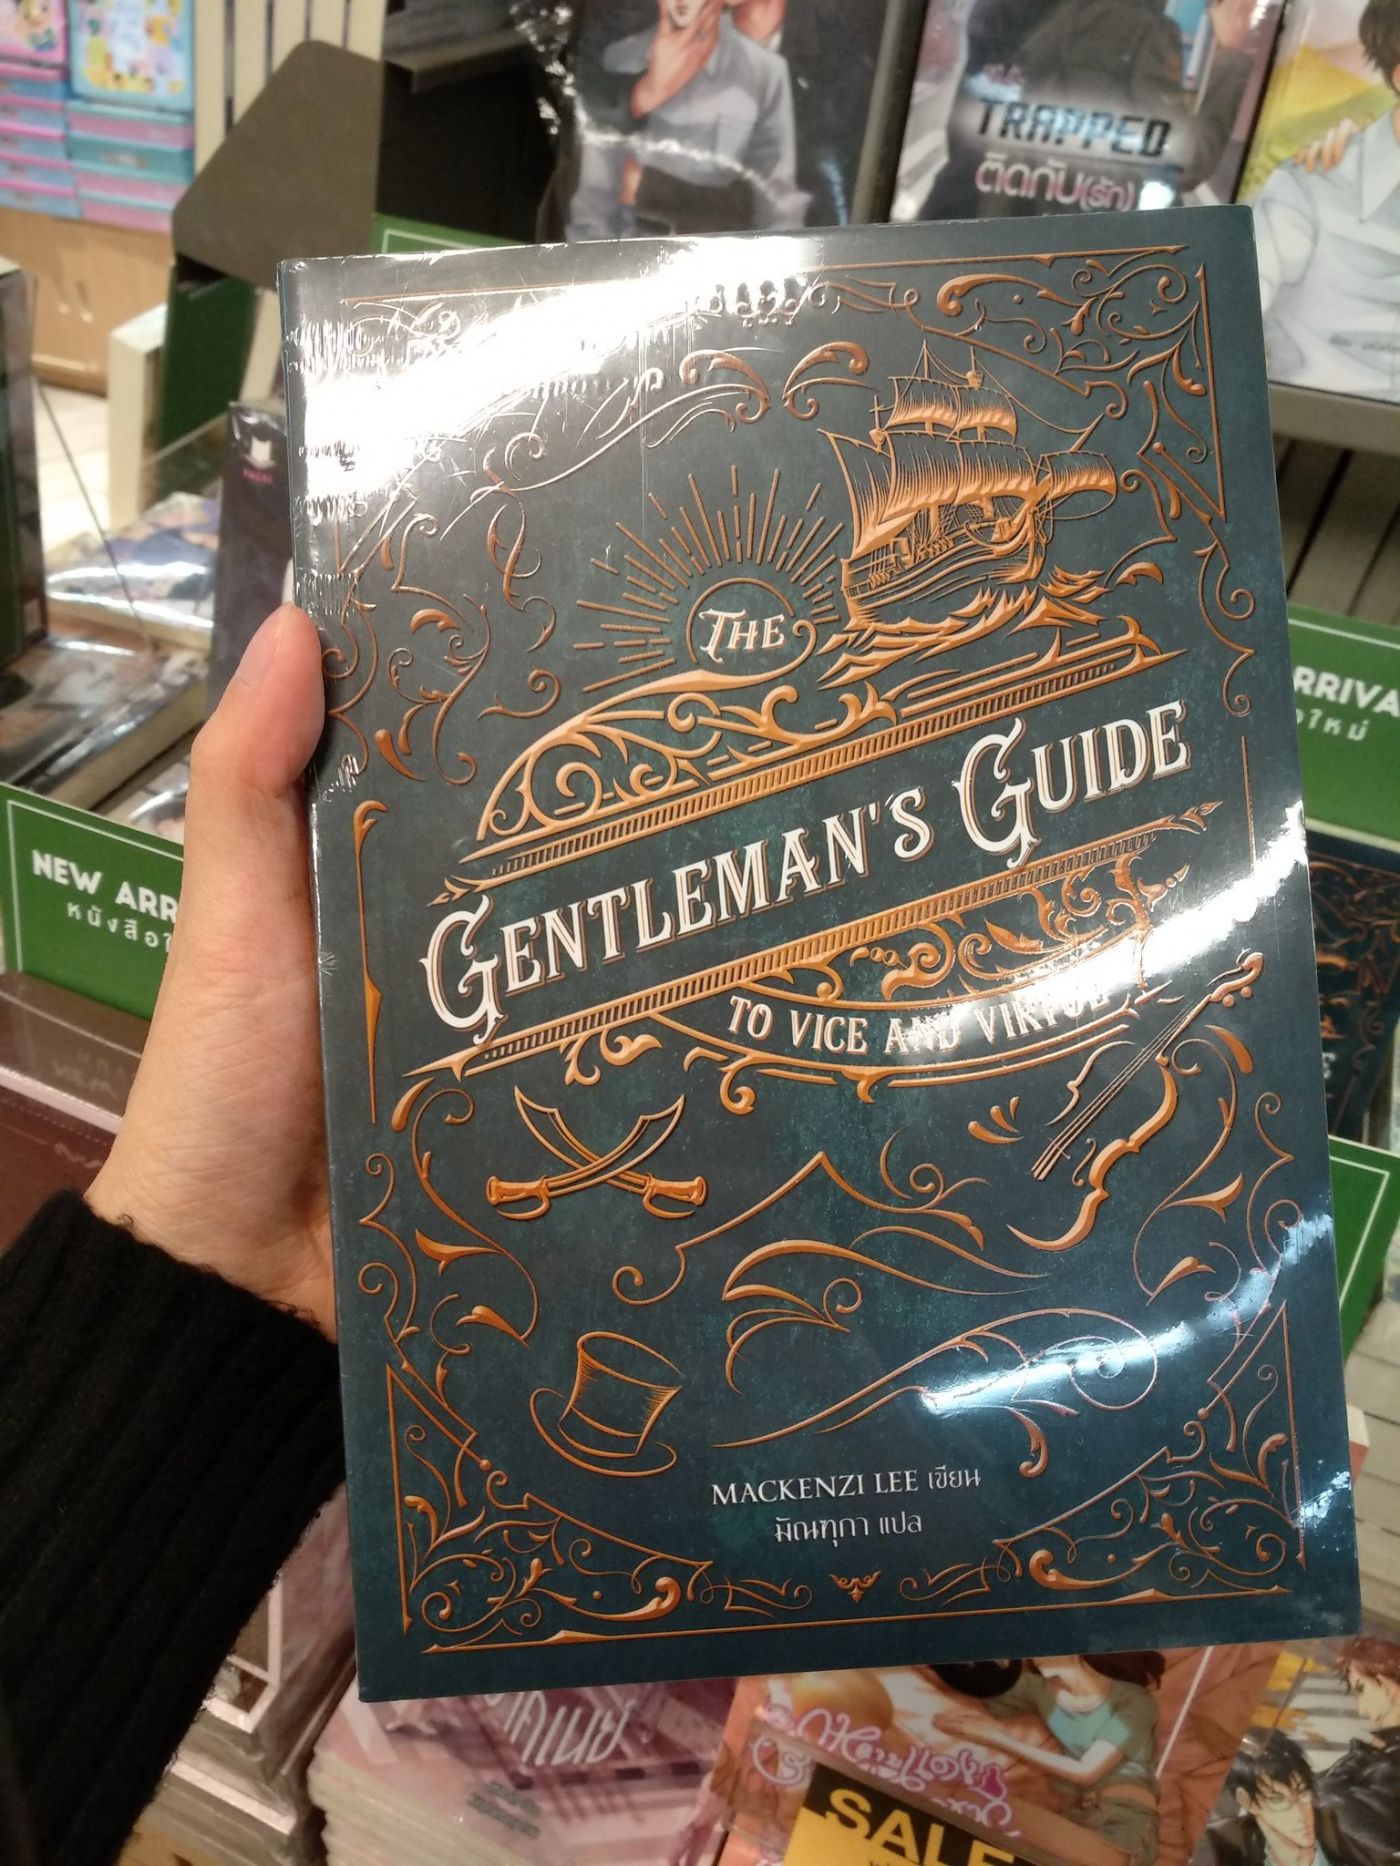 TRAPPED
ติดกับ(รัก)
THE
GENTLEMAN'S GUIDE
TO VICE AND VIRTUE
MACKENZI LEE เขียน
มัณฑุกา แปล
NEW ARR
หนังสือ
RRIVA
ใหม่
SALE